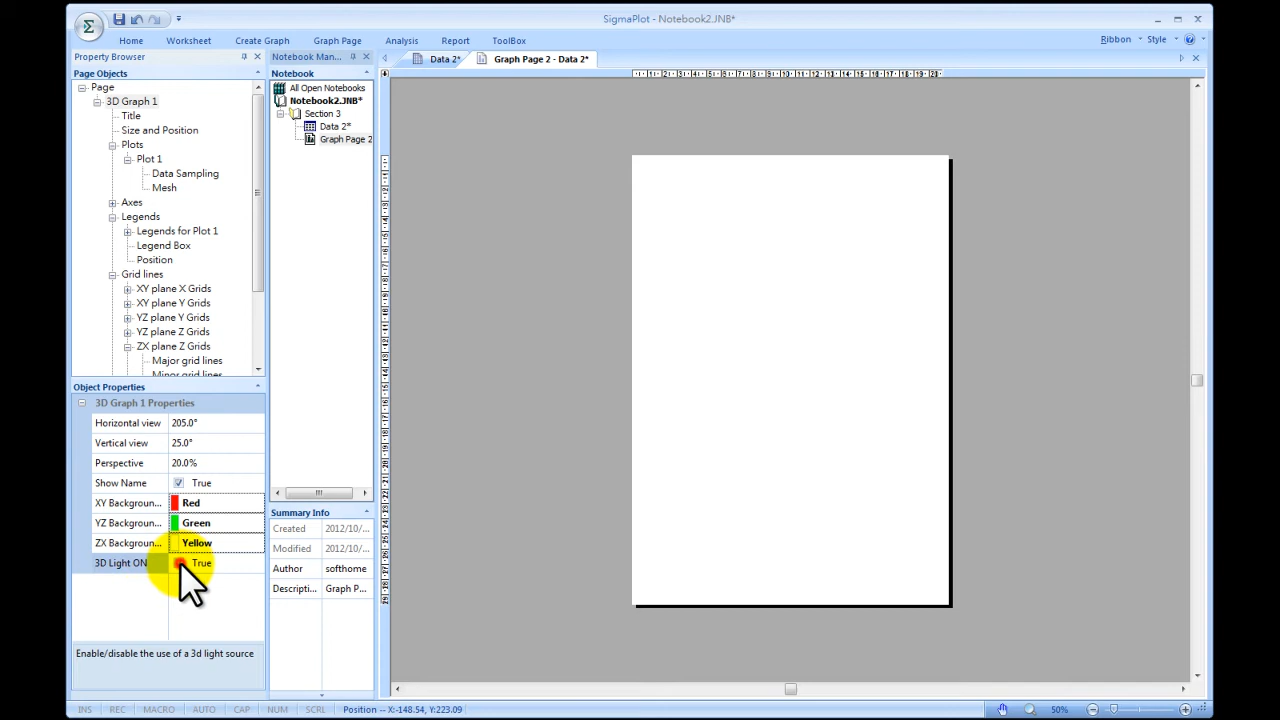 SigmaPlot - Notebook2.JNB*
Home Worksheet Create Graph Graph Page Analysis Report ToolBox Ribbon Style
Property Browser
Notebook Man...
Data 2*
Graph Page 2 - Data 2*
Page Objects
Page
3D Graph 1
Title
Size and Position
Plots
Plot 1
Data Sampling
Mesh
Axes
Legends
Legends for Plot 1
Legend Box
Position
Grid lines
XY plane X Grids
XY plane Y Grids
YZ plane Y Grids
YZ plane Z Grids
ZX plane Z Grids
Major grid lines
Minor grid lines
Notebook
All Open Notebooks
Notebook2.JNB*
Section 3
Data 2*
Graph Page 2
Object Properties
3D Graph 1 Properties
Horizontal view 205.0°
Vertical view 25.0°
Perspective 20.0%
Show Name True
XY Backgroun... Red
YZ Backgroun... Green
ZX Backgroun... Yellow
3D Light ON True
Enable/disable the use of a 3d light source
Summary Info
Created 2012/10/...
Modified 2012/10/...
Author softhome
Descripti... Graph P...
INS REC MACRO AUTO CAP NUM SCRL Position -- X:-148.54, Y:223.09 50%